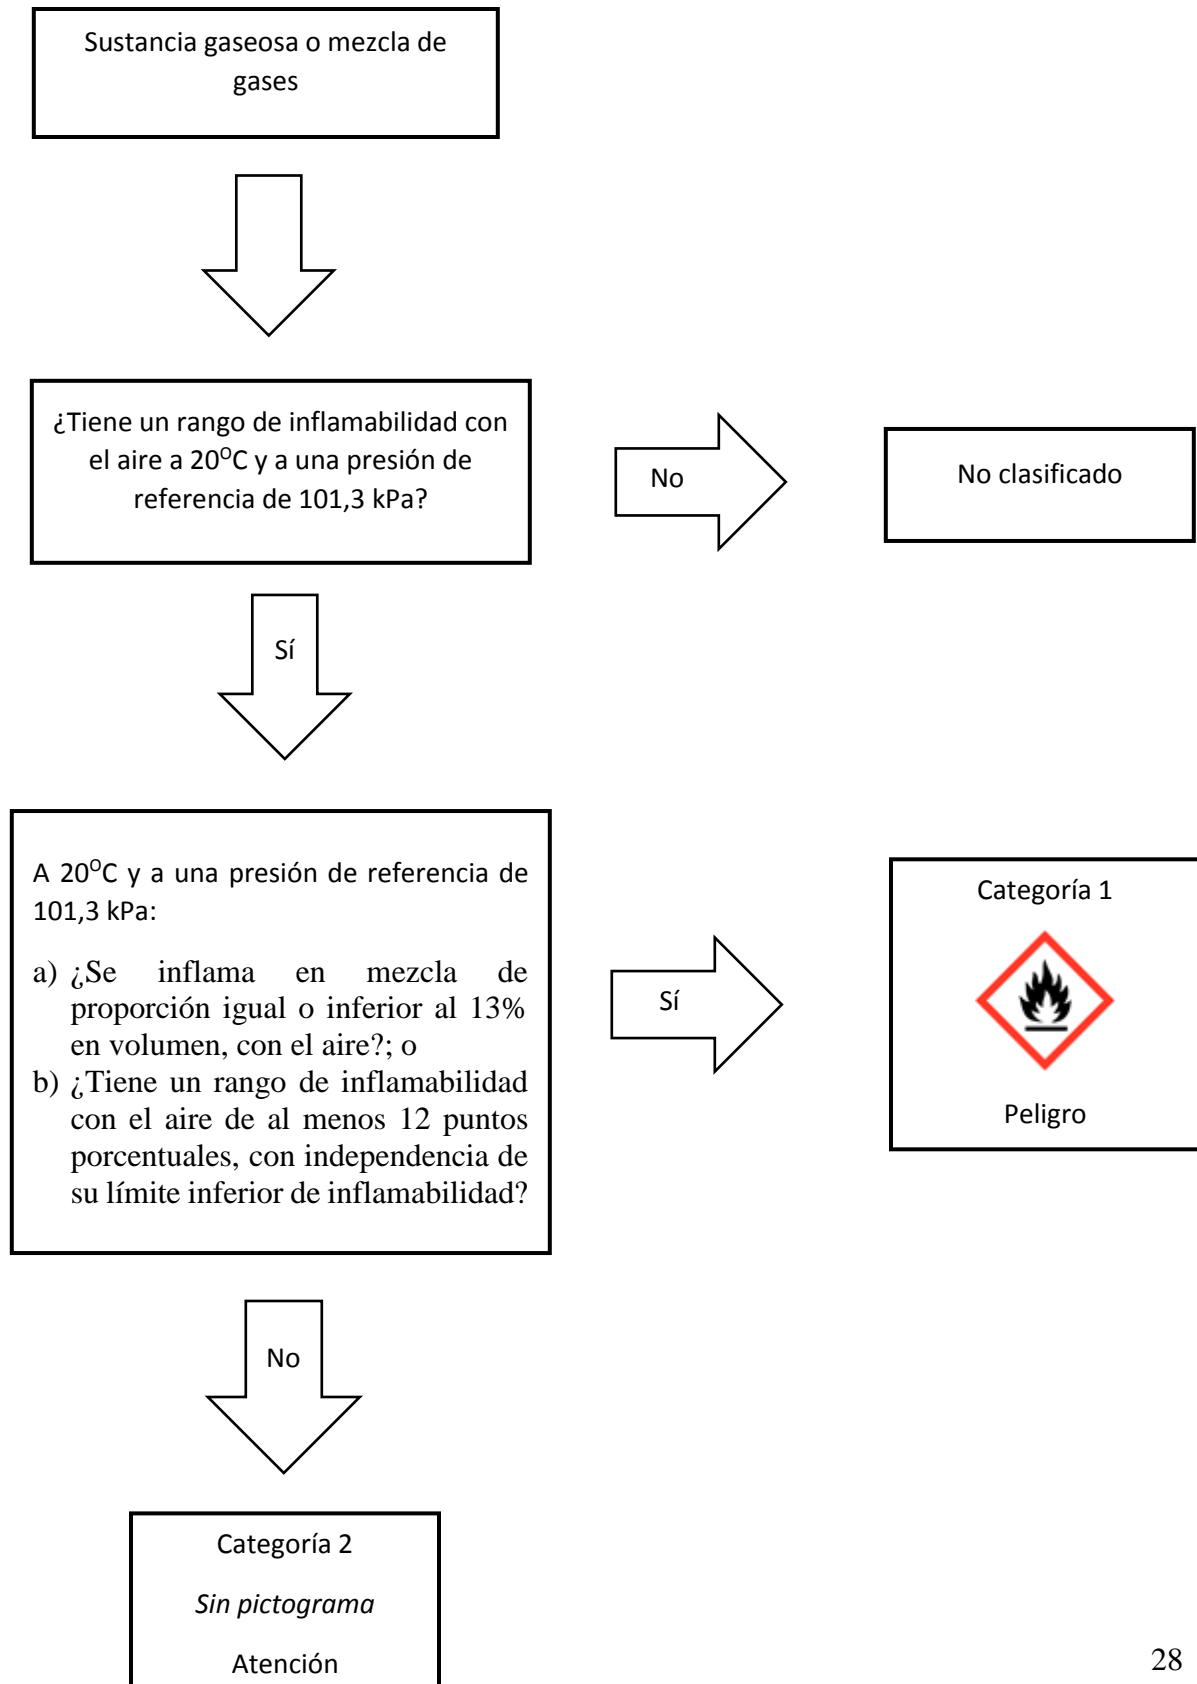 Sustancia gaseosa o mezcla de
gases
¿Tiene un rango de inflamabilidad con
el aire a 20ᴼC y a una presión de
referencia de 101,3 kPa?
No
No clasificado
Sí
A 20ᴼC y a una presión de referencia de
101,3 kPa:
a) ¿Se inflama en mezcla de
proporción igual o inferior al 13%
en volumen, con el aire?; o
b) ¿Tiene un rango de inflamabilidad
con el aire de al menos 12 puntos
porcentuales, con independencia de
su límite inferior de inflamabilidad?
Sí
Categoría 1
Peligro
No
Categoría 2
Sin pictograma
Atención
28